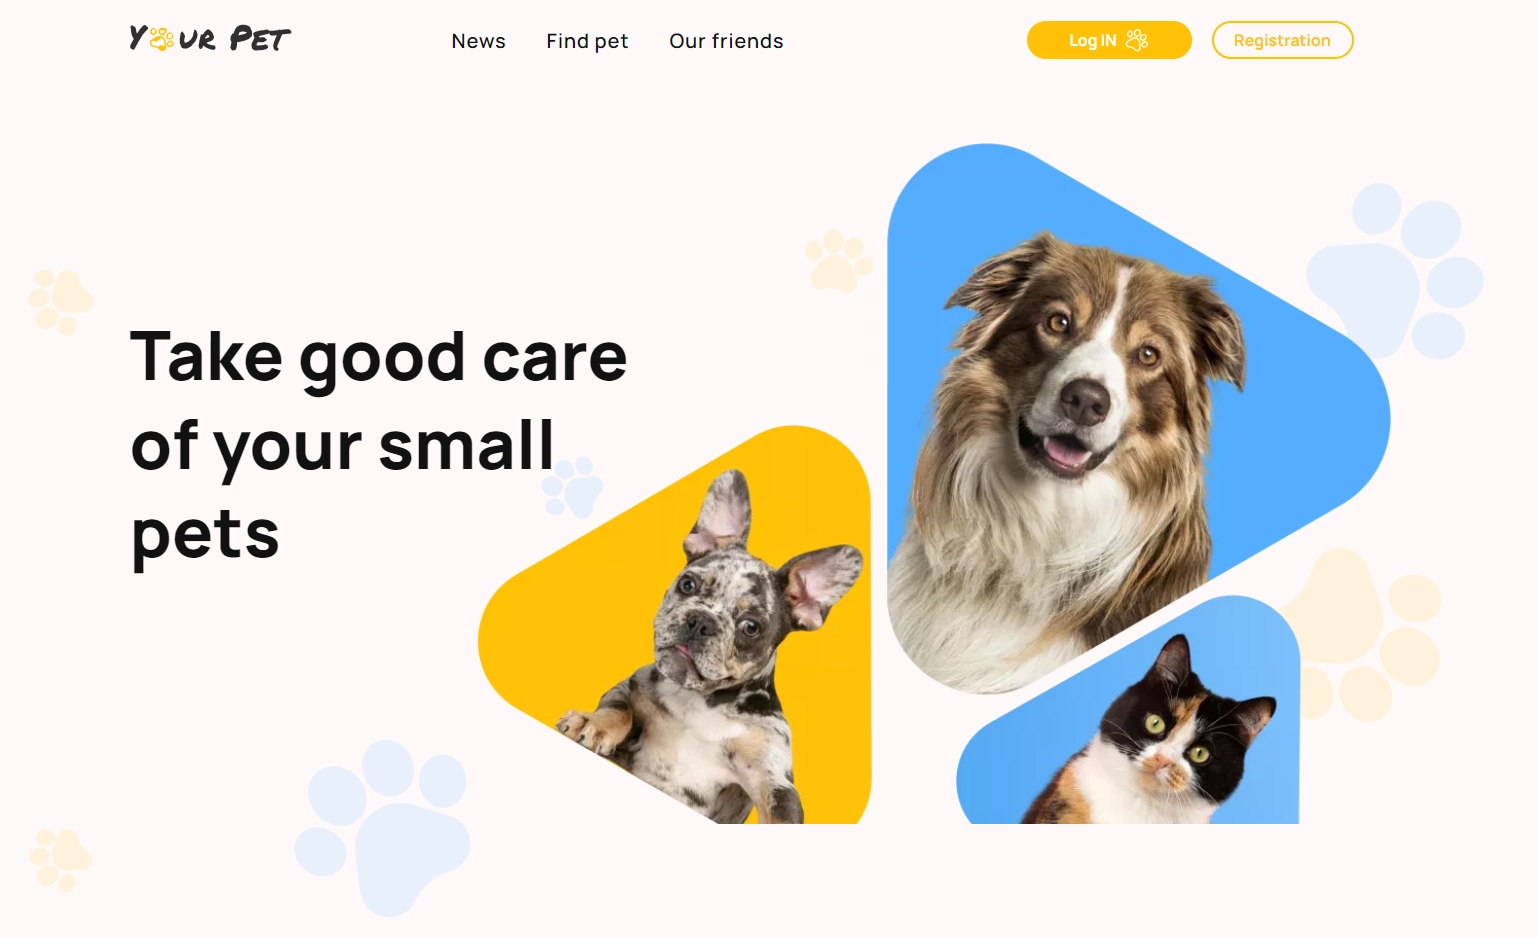 Your Pet
News
Find pet
Our friends
Log IN
Registration
Take good care
of your small
pets